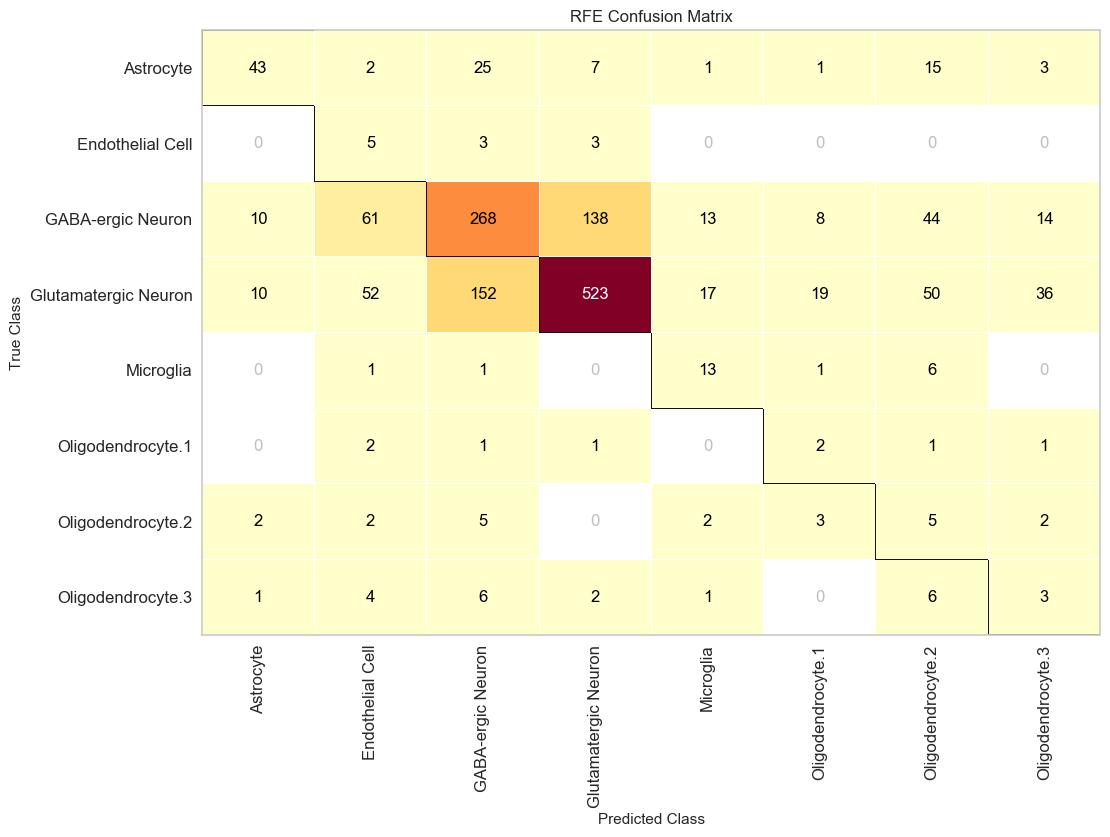 RFE Confusion Matrix
True Class
Astrocyte 43 2 25 7 1 1 15 3
Endothelial Cell 0 5 3 3 0 0 0 0
GABA-ergic Neuron 10 61 268 138 13 8 44 14
Glutamatergic Neuron 10 52 152 523 17 19 50 36
Microglia 0 1 1 0 13 1 6 0
Oligodendrocyte.1 0 2 1 1 0 2 1 1
Oligodendrocyte.2 2 2 5 0 2 3 5 2
Oligodendrocyte.3 1 4 6 2 1 0 6 3
Astrocyte
Endothelial Cell
GABA-ergic Neuron
Glutamatergic Neuron
Microglia
Oligodendrocyte.1
Oligodendrocyte.2
Oligodendrocyte.3
Predicted Class